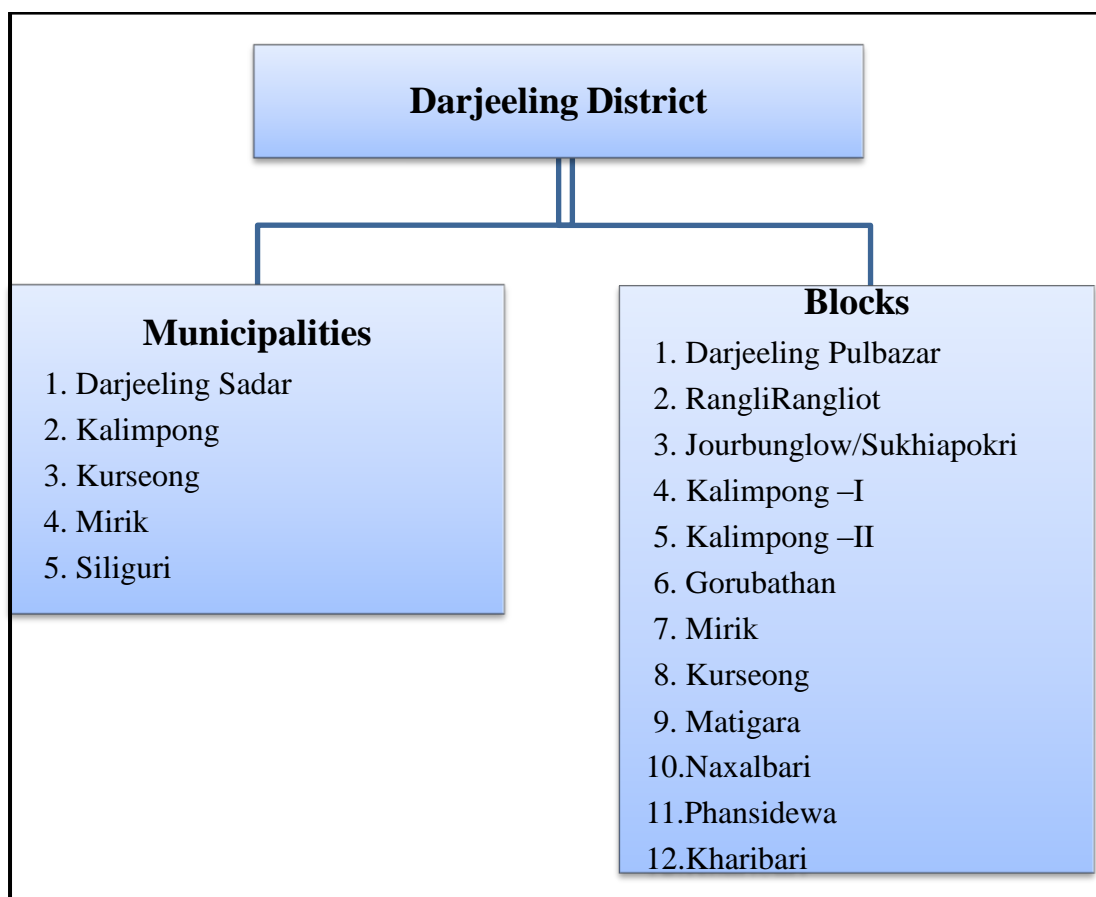 Darjeeling District
Municipalities
1. Darjeeling Sadar
2. Kalimpong
3. Kurseong
4. Mirik
5. Siliguri
Blocks
1. Darjeeling Pulbazar
2. RangliRangliot
3. Jourbunglow/Sukhiapokri
4. Kalimpong –I
5. Kalimpong –II
6. Gorubathan
7. Mirik
8. Kurseong
9. Matigara
10.Naxalbari
11.Phansidewa
12.Kharibari